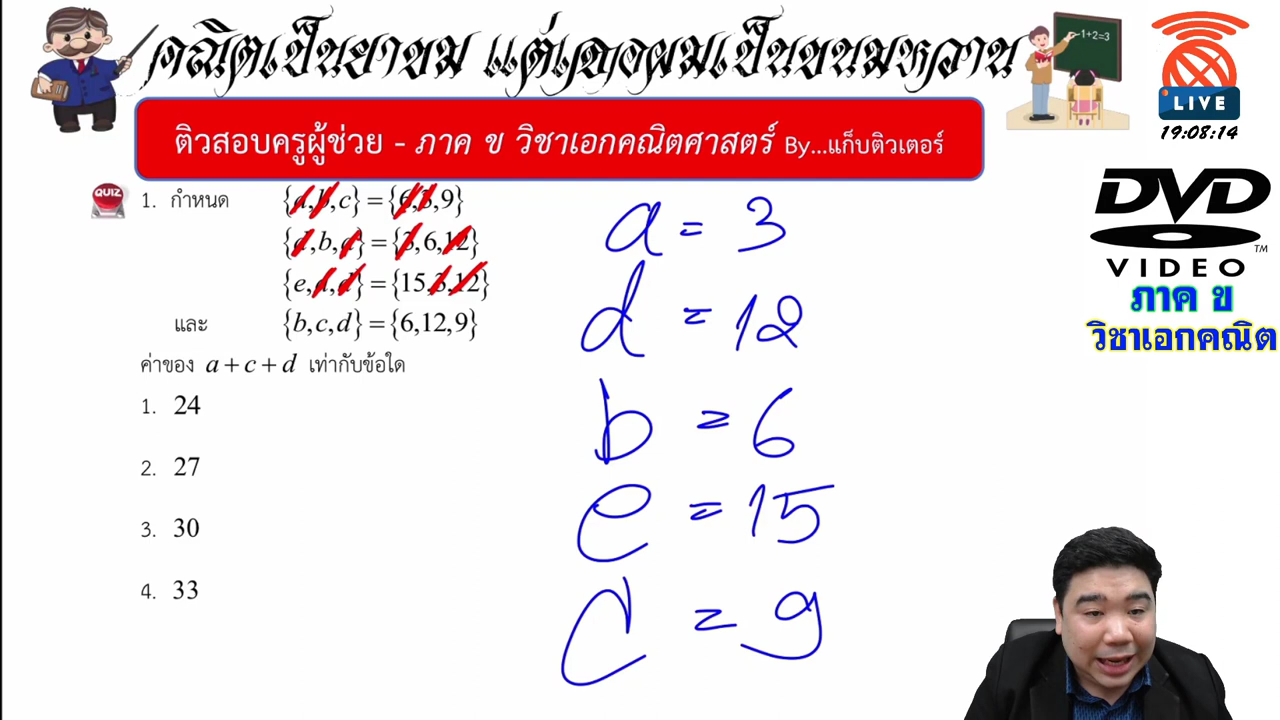 คณิตเป็นยาขม แต่เจอผมเป็นขนมหวาน
1+2=3
LIVE
19:08:14
ติวสอบครูผู้ช่วย - ภาค ข วิชาเอกคณิตศาสตร์ By...แก็บติวเตอร์
DVD
VIDEO
TM
ภาค ข
วิชาเอกคณิต
QUIZ
1. กำหนด {a,b,c} = {6,3,9}
{d,b,a} = {3,6,12}
{e,a,d} = {15,3,12}
และ {b,c,d} = {6,12,9}
ค่าของ a + c + d เท่ากับข้อใด
1. 24
2. 27
3. 30
4. 33
a = 3
d = 12
b = 6
e = 15
c = 9